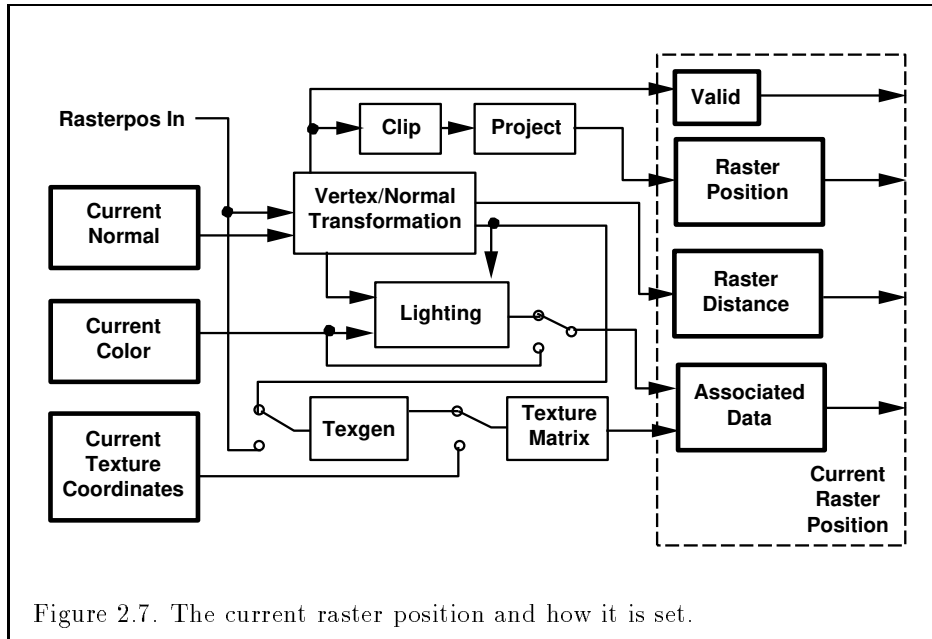 Rasterpos In
Clip
Project
Valid
Raster
Position
Vertex/Normal
Transformation
Current
Normal
Raster
Distance
Lighting
Current
Color
Associated
Data
Texgen
Texture
Matrix
Current
Texture
Coordinates
Current
Raster
Position
Figure 2.7. The current raster position and how it is set.